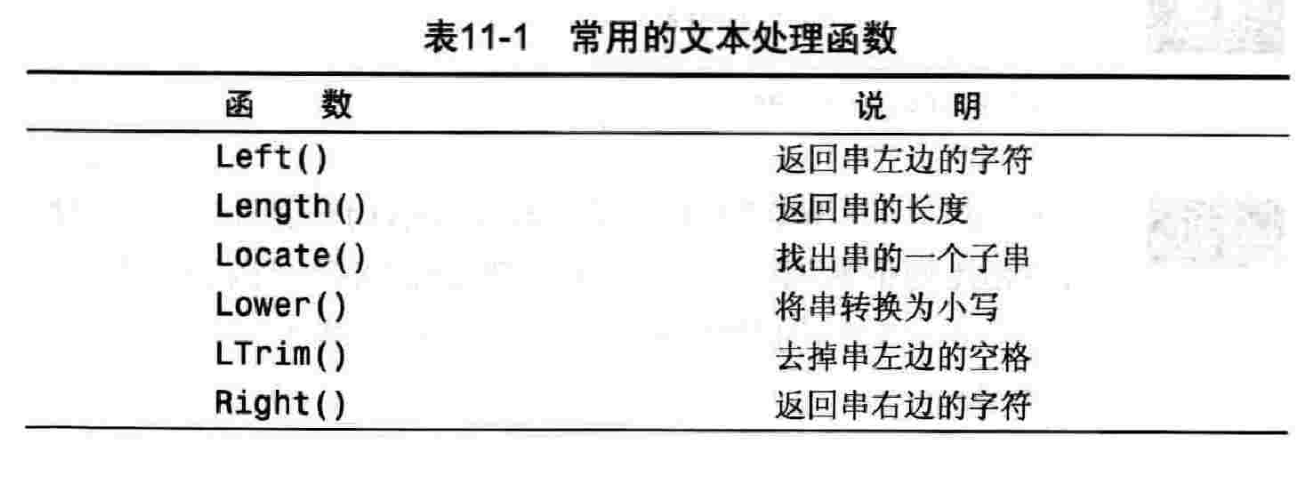 表11-1 常用的文本处理函数
函 数 说 明
Left() 返回串左边的字符
Length() 返回串的长度
Locate() 找出串的一个子串
Lower() 将串转换为小写
LTrim() 去掉串左边的空格
Right() 返回串右边的字符